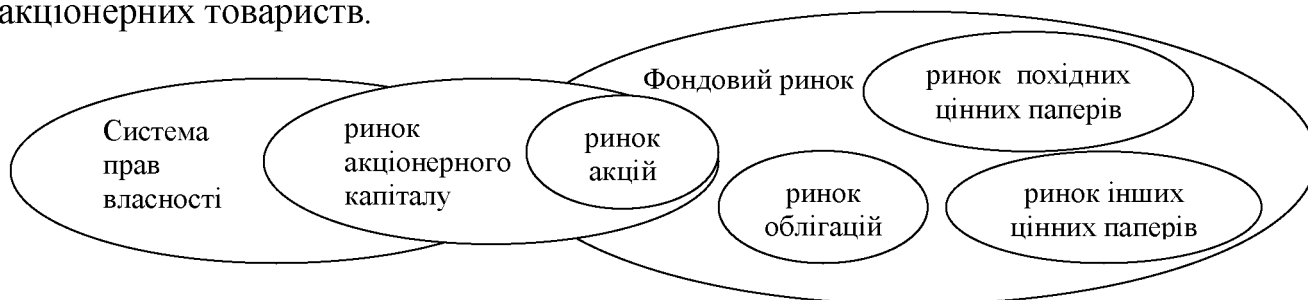 акціонерних товариств.
Фондовий ринок
ринок похідних
цінних паперів
Система
прав
власності
ринок
акціонерного
капіталу
ринок
акцій
ринок
облігацій
ринок інших
цінних паперів